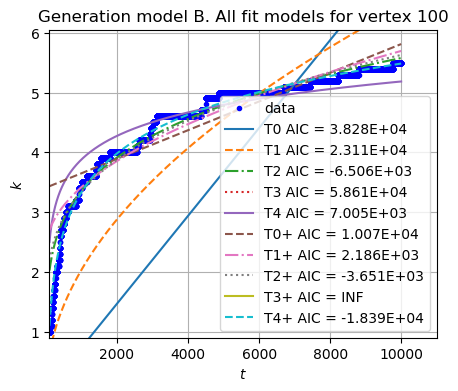 Generation model B. All fit models for vertex 100
6
5
4
3
2
1
k
data
T0 AIC = 3.828E+04
T1 AIC = 2.311E+04
T2 AIC = -6.506E+03
T3 AIC = 5.861E+04
T4 AIC = 7.005E+03
T0+ AIC = 1.007E+04
T1+ AIC = 2.186E+03
T2+ AIC = -3.651E+03
T3+ AIC = INF
T4+ AIC = -1.839E+04
2000 4000 6000 8000 10000
t